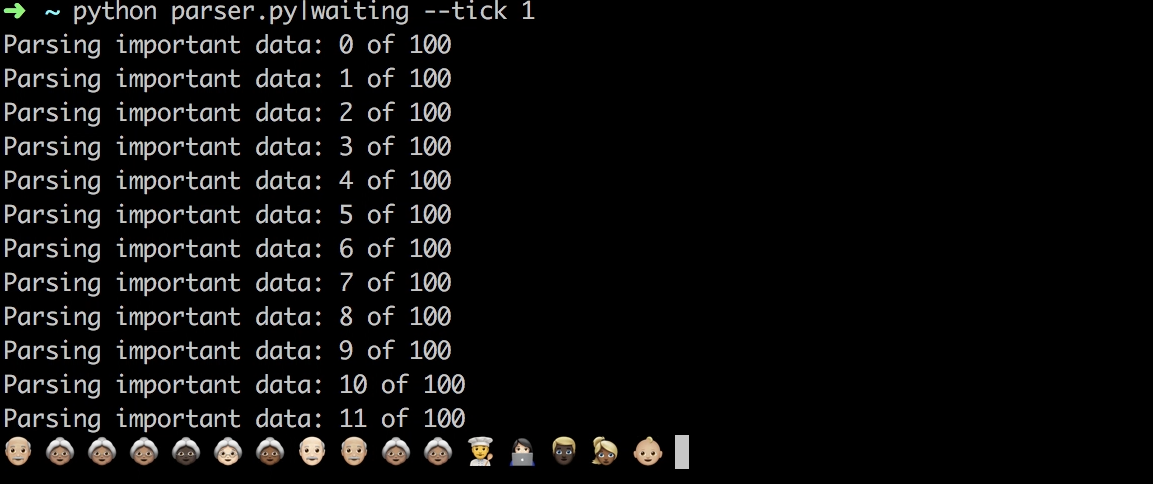 ➜ ~ python parser.py|waiting --tick 1
Parsing important data: 0 of 100
Parsing important data: 1 of 100
Parsing important data: 2 of 100
Parsing important data: 3 of 100
Parsing important data: 4 of 100
Parsing important data: 5 of 100
Parsing important data: 6 of 100
Parsing important data: 7 of 100
Parsing important data: 8 of 100
Parsing important data: 9 of 100
Parsing important data: 10 of 100
Parsing important data: 11 of 100